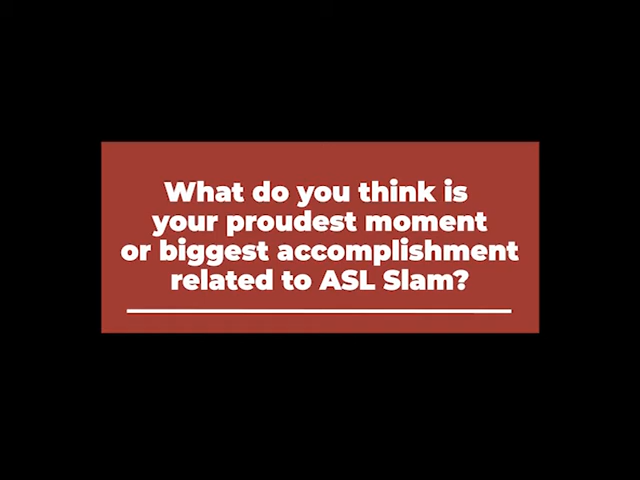 What do you think is
your proudest moment
or biggest accomplishment
related to ASL Slam?